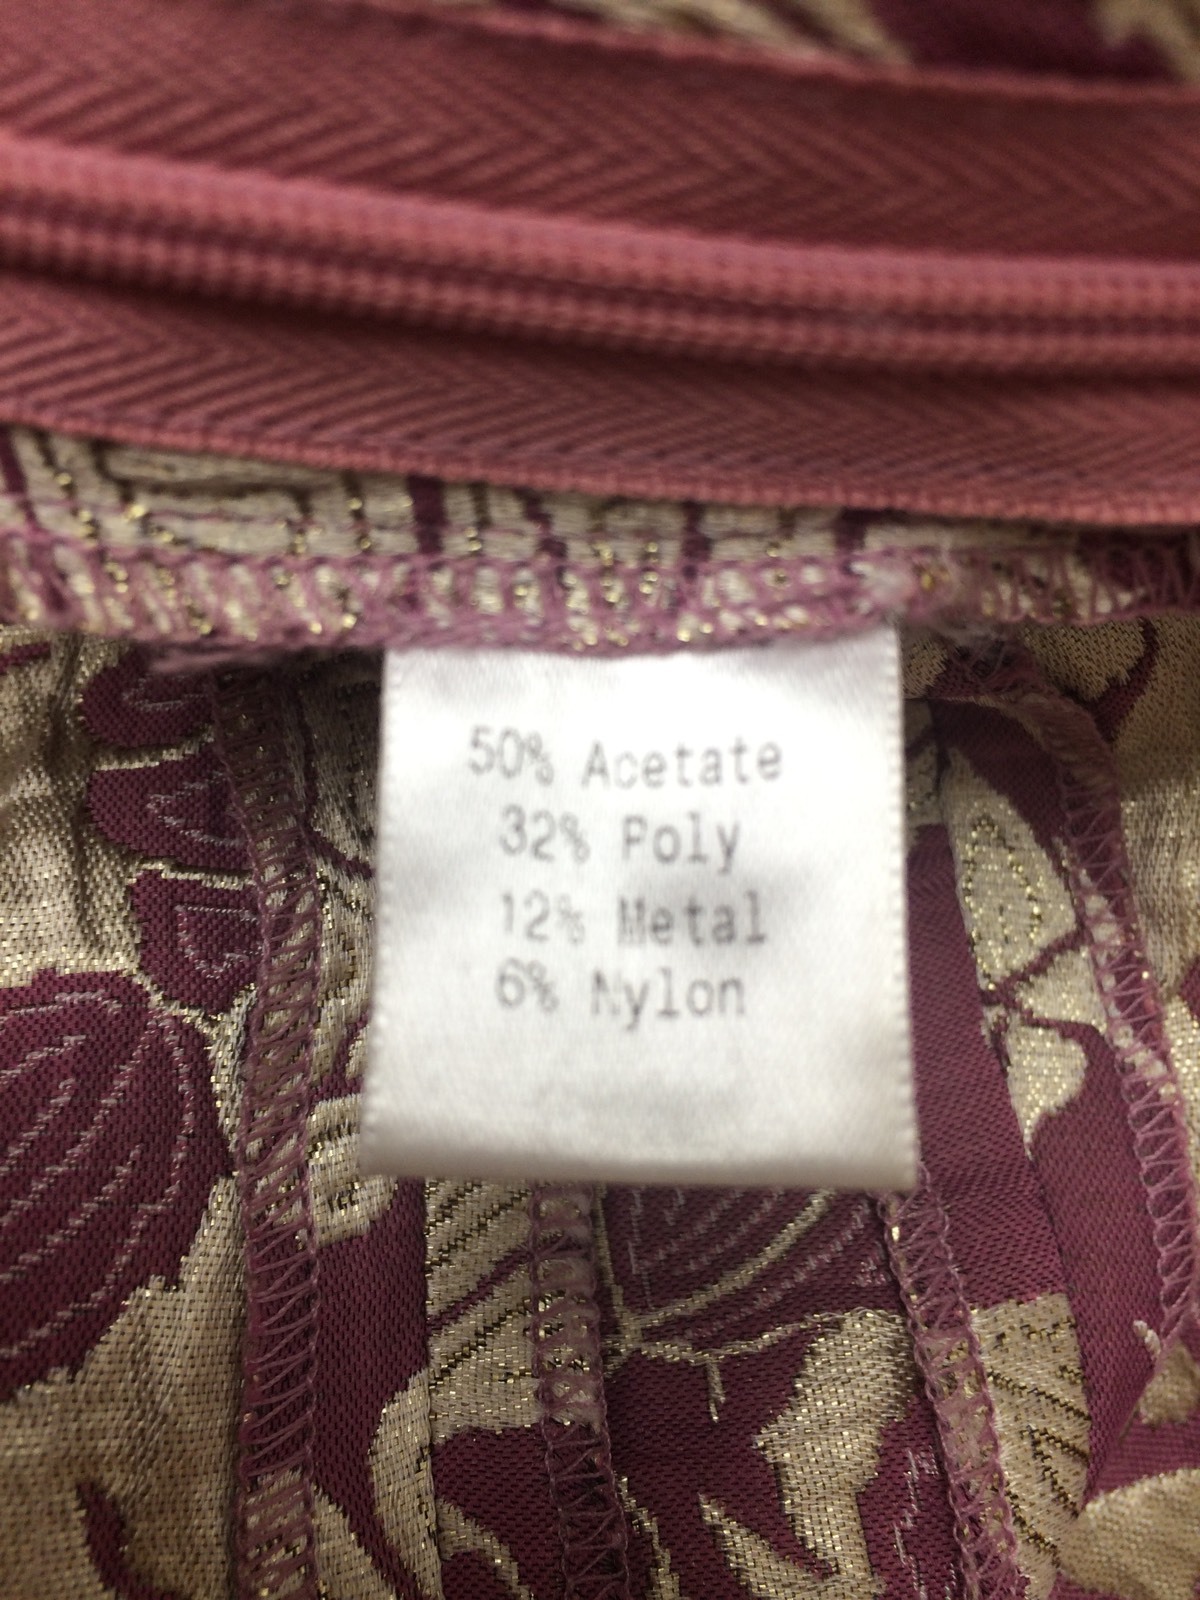 50% Acetate
32% Poly
12% Metal
6% Nylon